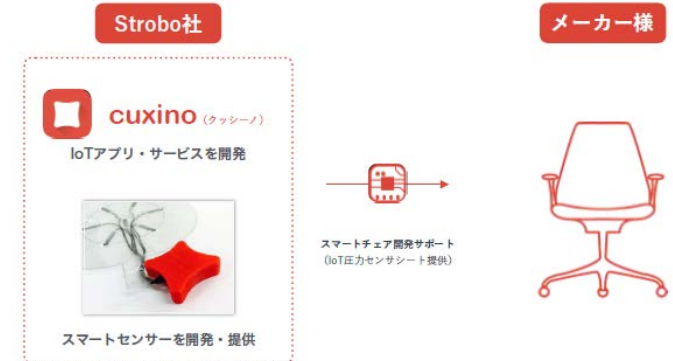 Strobo社
メーカー様
cuxino (クッシーノ)
IoTアプリ・サービスを開発
スマートチェア開発サポート
(IoT圧力センサシート提供)
スマートセンサーを開発・提供